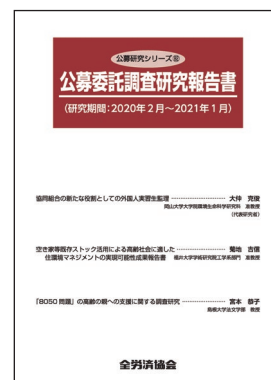 公募研究シリーズ
公募委託調査研究報告書
(研究期間:2020年2月～2021年1月)
協同組合の新たな役割としての外国人実習生監理 大仲 克俊
岡山大学大学院環境生命科学研究科 准教授
(代表研究者)
空き家等既存ストック活用による高齢社会に適した 菊地 吉信
住環境マネジメントの実現可能性成果報告書 福井大学学術研究院工学系部門 准教授
「8050問題」の高齢の親への支援に関する調査研究 宮本 恭子
島根大学法文学部 教授
全労済協会